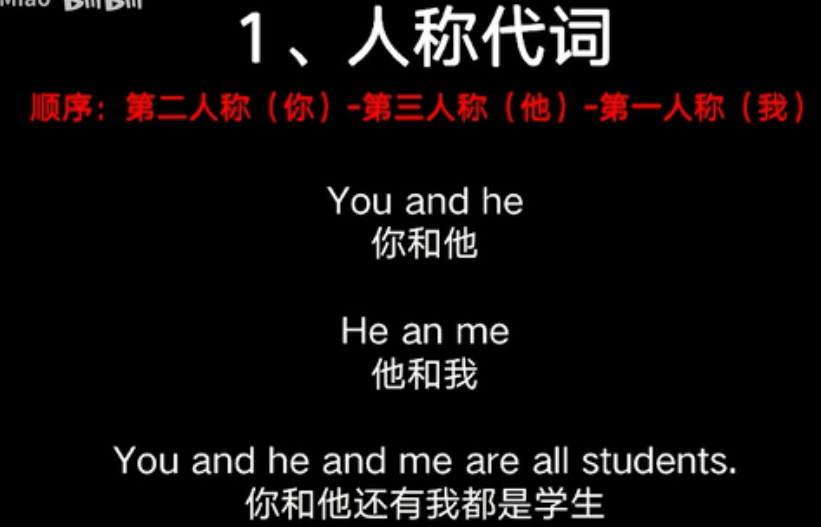 Miao BiliBili
1、人称代词
顺序：第二人称（你）-第三人称（他）-第一人称（我）
You and he
你和他
He an me
他和我
You and he and me are all students.
你和他还有我都是学生